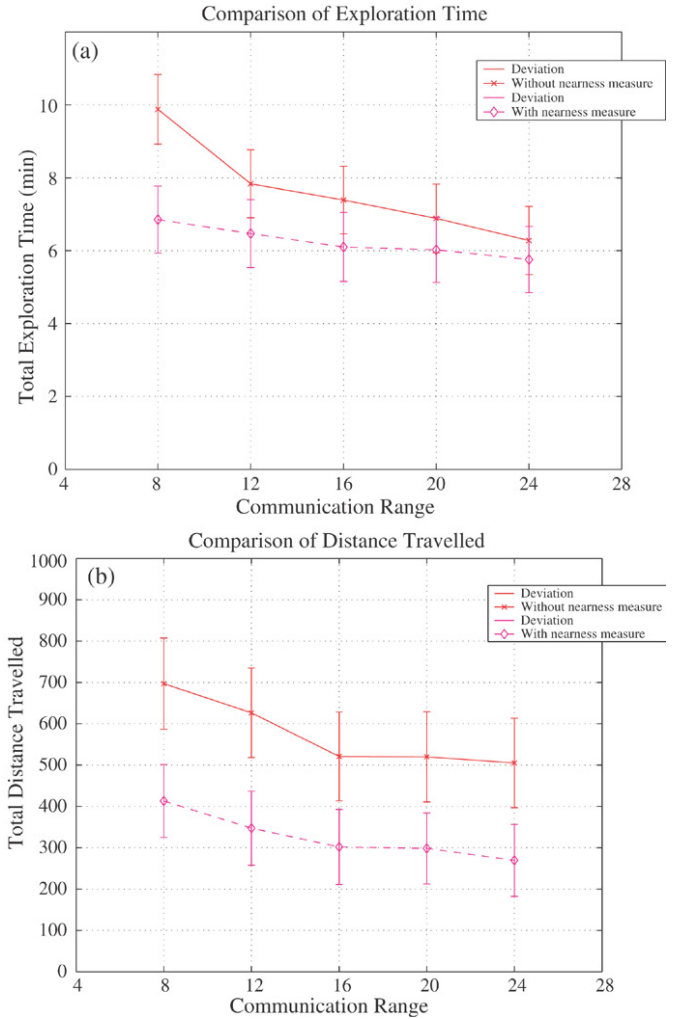 Comparison of Exploration Time
(a)
Deviation
Without nearness measure
Deviation
With nearness measure
10
8
6
4
2
0
Total Exploration Time (min)
4 8 12 16 20 24 28
Communication Range
Comparison of Distance Travelled
(b)
Deviation
Without nearness measure
Deviation
With nearness measure
1000
900
800
700
600
500
400
300
200
100
0
Total Distance Travelled
4 8 12 16 20 24 28
Communication Range